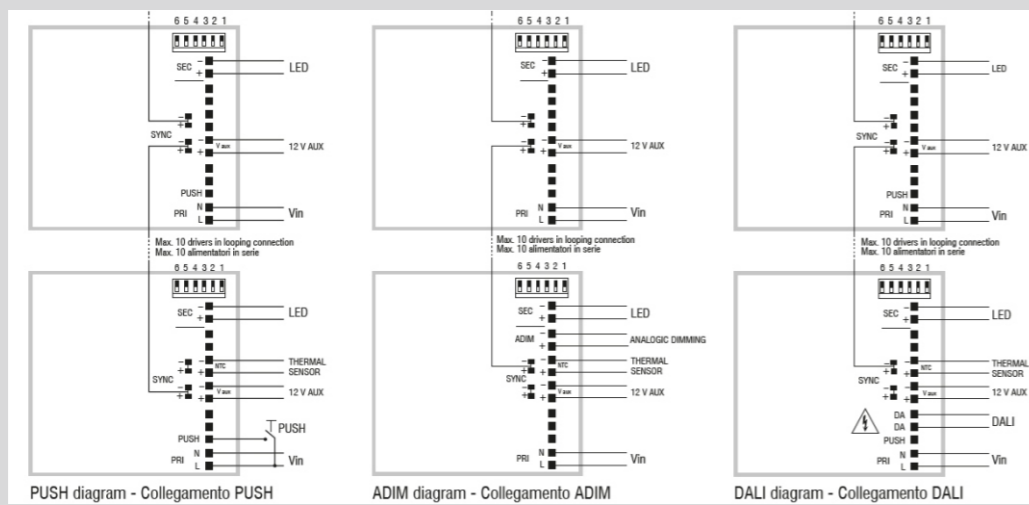 6 5 4 3 2 1
SEC
-
+
LED
-
+
SYNC
-
+
-
+
V aux
12 V AUX
PUSH
PRI
N
L
Vin
Max. 10 drivers in looping connection
Max. 10 alimentatori in serie
6 5 4 3 2 1
SEC
-
+
LED
-
+
SYNC
-
+
-
+
NTC
THERMAL
SENSOR
-
+
V aux
12 V AUX
PUSH
PUSH
PRI
N
L
Vin
PUSH diagram - Collegamento PUSH
6 5 4 3 2 1
SEC
-
+
LED
-
+
SYNC
-
+
-
+
V aux
12 V AUX
PRI
N
L
Vin
Max. 10 drivers in looping connection
Max. 10 alimentatori in serie
6 5 4 3 2 1
SEC
-
+
LED
ADIM
-
+
ANALOGIC DIMMING
-
+
SYNC
-
+
-
+
NTC
THERMAL
SENSOR
-
+
V aux
12 V AUX
PRI
N
L
Vin
ADIM diagram - Collegamento ADIM
6 5 4 3 2 1
SEC
-
+
LED
-
+
SYNC
-
+
-
+
V aux
12 V AUX
PUSH
PRI
N
L
Vin
Max. 10 drivers in looping connection
Max. 10 alimentatori in serie
6 5 4 3 2 1
SEC
-
+
LED
-
+
SYNC
-
+
-
+
NTC
THERMAL
SENSOR
-
+
V aux
12 V AUX
DA
DA
DALI
PUSH
PRI
N
L
Vin
DALI diagram - Collegamento DALI